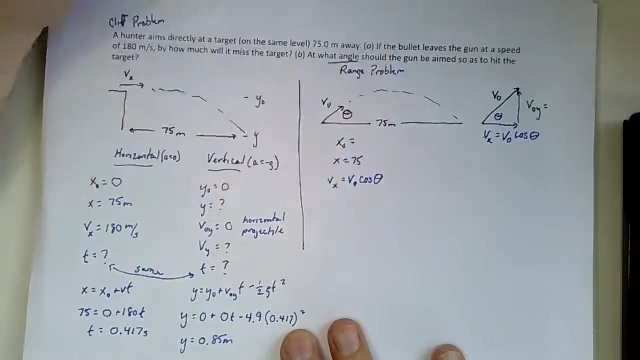 Cliff Problem
A hunter aims directly at a target (on the same level) 75.0 m away. (a) If the bullet leaves the gun at a speed
of 180 m/s, by how much will it miss the target? (b) At what angle should the gun be aimed so as to hit the
target?
Range Problem
Vx
- y₀
75m
- y
Horizontal (a=0)
x₀ = 0
x = 75m
Vx = 180 m/s
t = ?
same
x = x₀ + vt
75 = 0 + 180t
t = 0.417s
Vertical (a = -g)
y₀ = 0
y = ?
V₀y = 0 horizontal
projectile
Vy = ?
t = ?
y = y₀ + v₀y t - ½gt²
y = 0 + 0t - 4.9(0.417)²
y = 0.85m
V₀
θ
75m
x₀ =
x = 75
Vx = V₀ cosθ
V₀
θ
V₀y =
Vx = V₀ cosθ